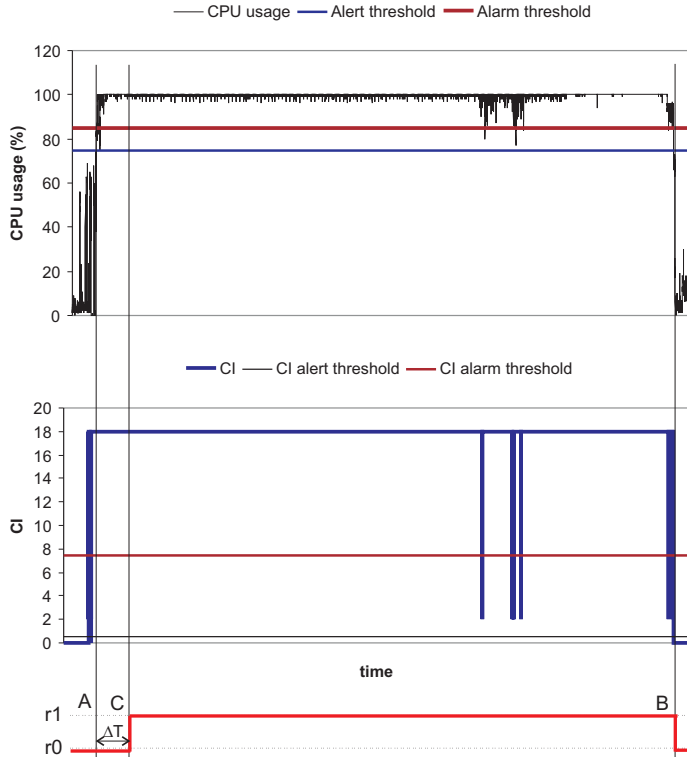 CPU usage Alert threshold Alarm threshold
120
100
80
60
40
20
0
CPU usage (%)
CI CI alert threshold CI alarm threshold
20
18
16
14
12
10
8
6
4
2
0
CI
time
A C B
r1
ΔT
r0